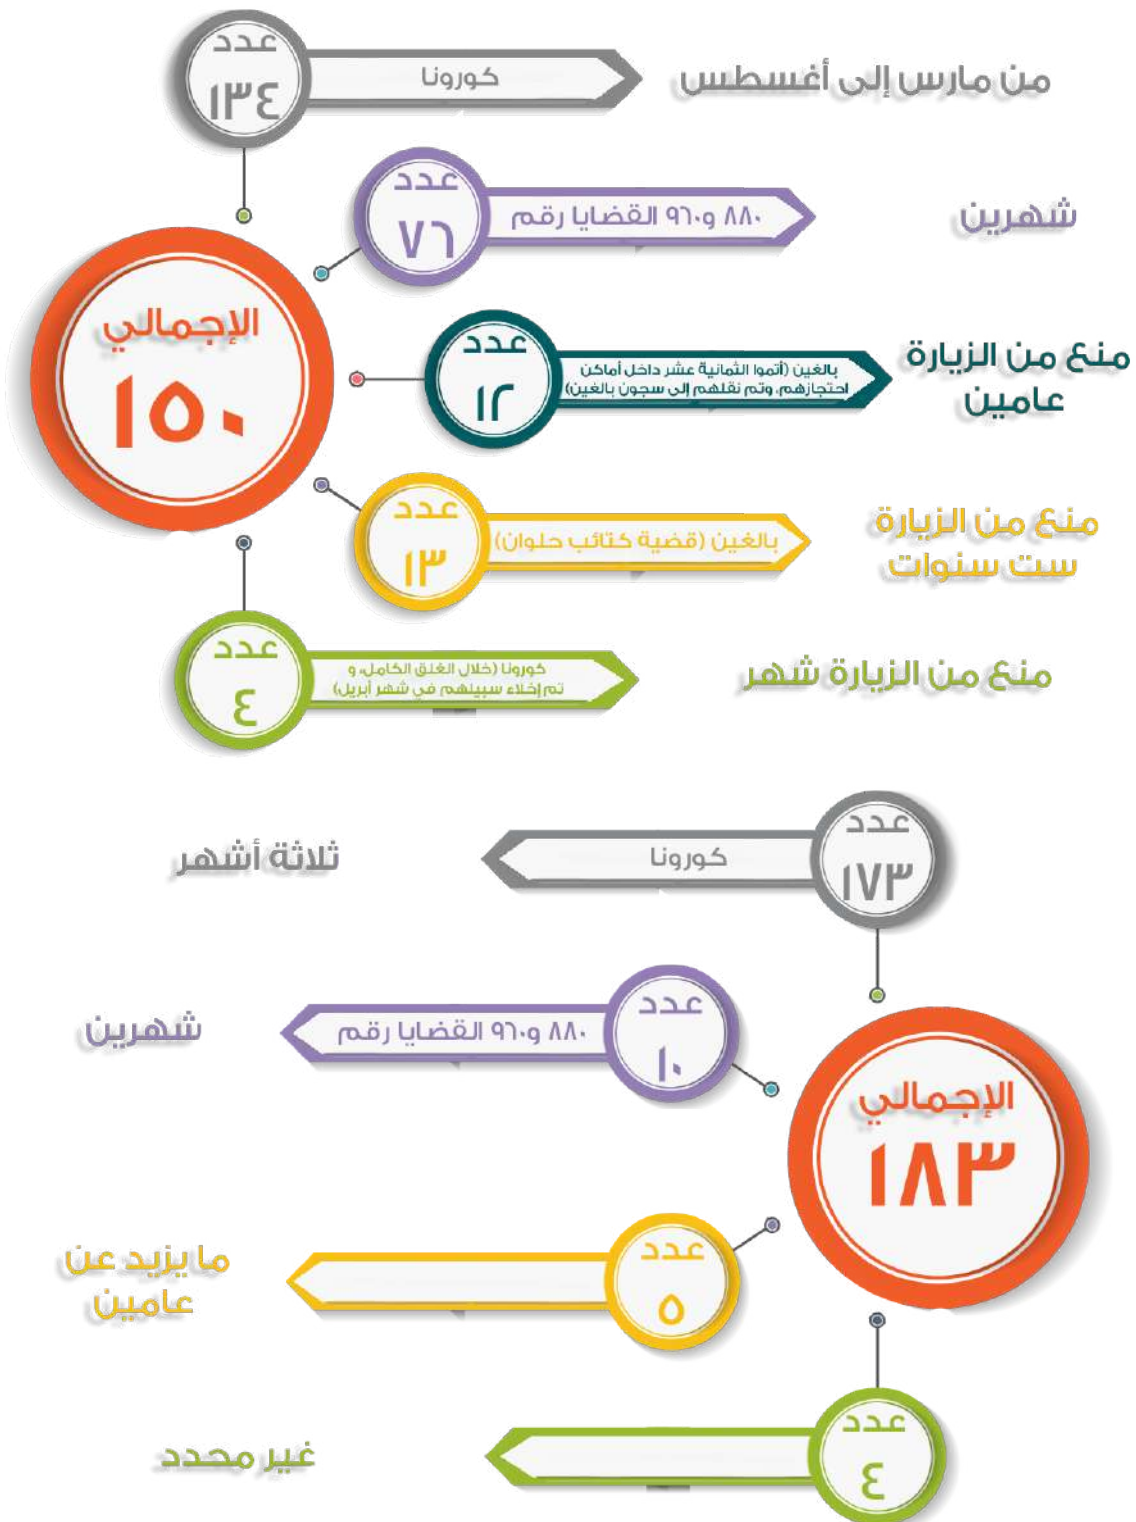 من مارس إلى أغسطس
كورونا
عدد
١٣٤
شهرين
٨٨٠ و٩٦٠ القضايا رقم
عدد
٧٦
الإجمالي
١٥٠
منع من الزيارة
عامين
بالغين (أتموا الثمانية عشر داخل أماكن
احتجازهم، وتم نقلهم إلى سجون بالغين)
عدد
١٢
منع من الزيارة
ست سنوات
بالغين (قضية كتائب حلوان)
عدد
١٣
منع من الزيارة شهر
كورونا (خلال الغلق الكامل، و
تم إخلاء سبيلهم في شهر أبريل)
عدد
٤
عدد
١٧٣
كورونا
ثلاثة أشهر
عدد
١٠
٨٨٠ و٩٦٠ القضايا رقم
شهرين
الإجمالي
١٨٣
عدد
٥
ما يزيد عن
عامين
عدد
٤
غير محدد